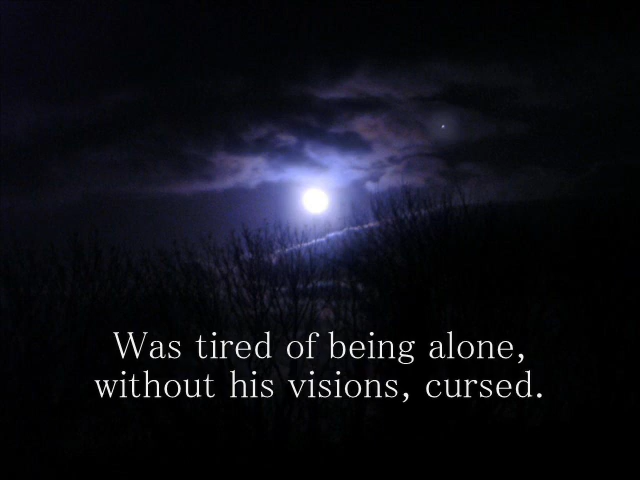 Was tired of being alone,
without his visions, cursed.